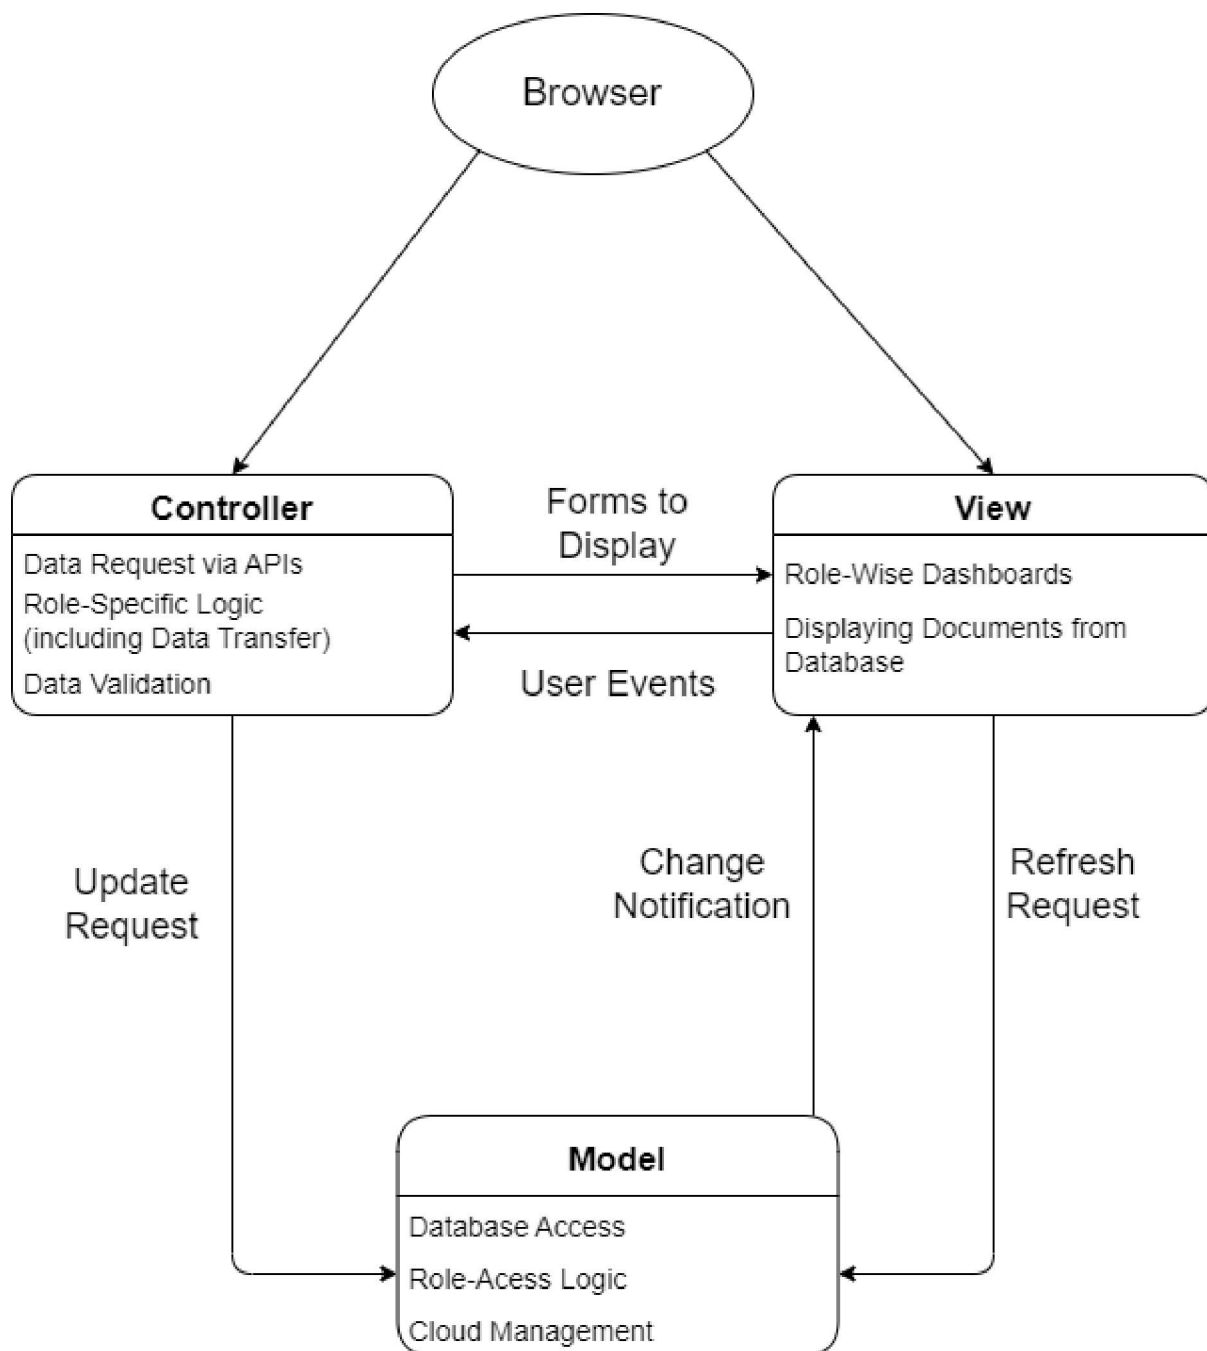 Browser
Controller
Data Request via APIs
Role-Specific Logic
(including Data Transfer)
Data Validation
Forms to
Display
User Events
View
Role-Wise Dashboards
Displaying Documents from
Database
Update
Request
Change
Notification
Refresh
Request
Model
Database Access
Role-Acess Logic
Cloud Management